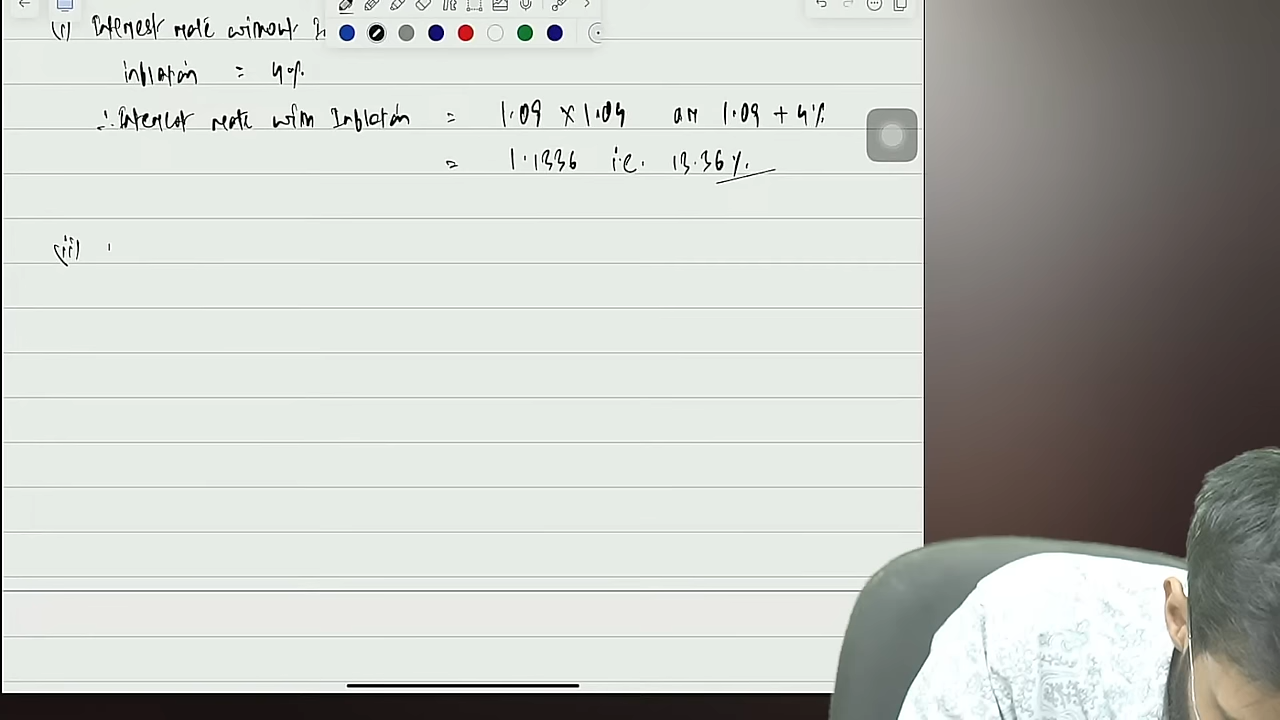 (i) Interest rate without I
inflation = 4%
∴ Interest rate with Inflation = 1.09 × 1.04 or 1.09 + 4%
= 1.1336 i.e. 13.36%.
(ii)